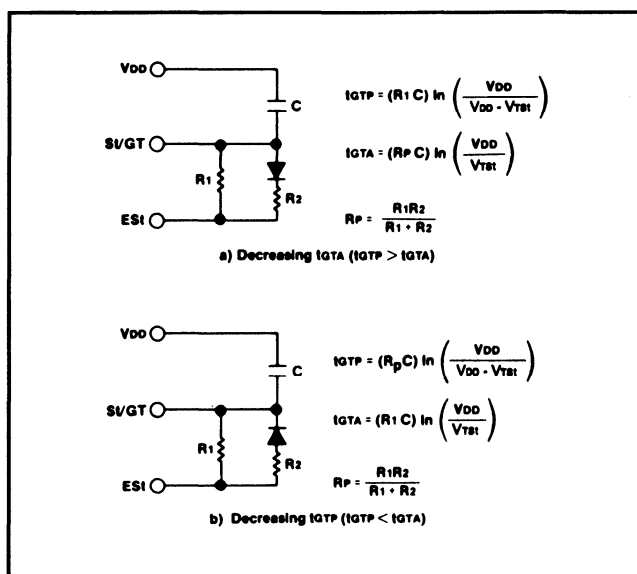 VDD
C
tGTP = (R1 C) ln ( VDD / VDD - VTSt )
St/GT
R1
R2
tGTA = (RP C) ln ( VDD / VTSt )
ESt
RP = R1R2 / R1 + R2
a) Decreasing tGTA (tGTP > tGTA)
VDD
C
tGTP = (RpC) ln ( VDD / VDD - VTSt )
St/GT
R1
R2
tGTA = (R1 C) ln ( VDD / VTSt )
ESt
RP = R1R2 / R1 + R2
b) Decreasing tGTP (tGTP < tGTA)